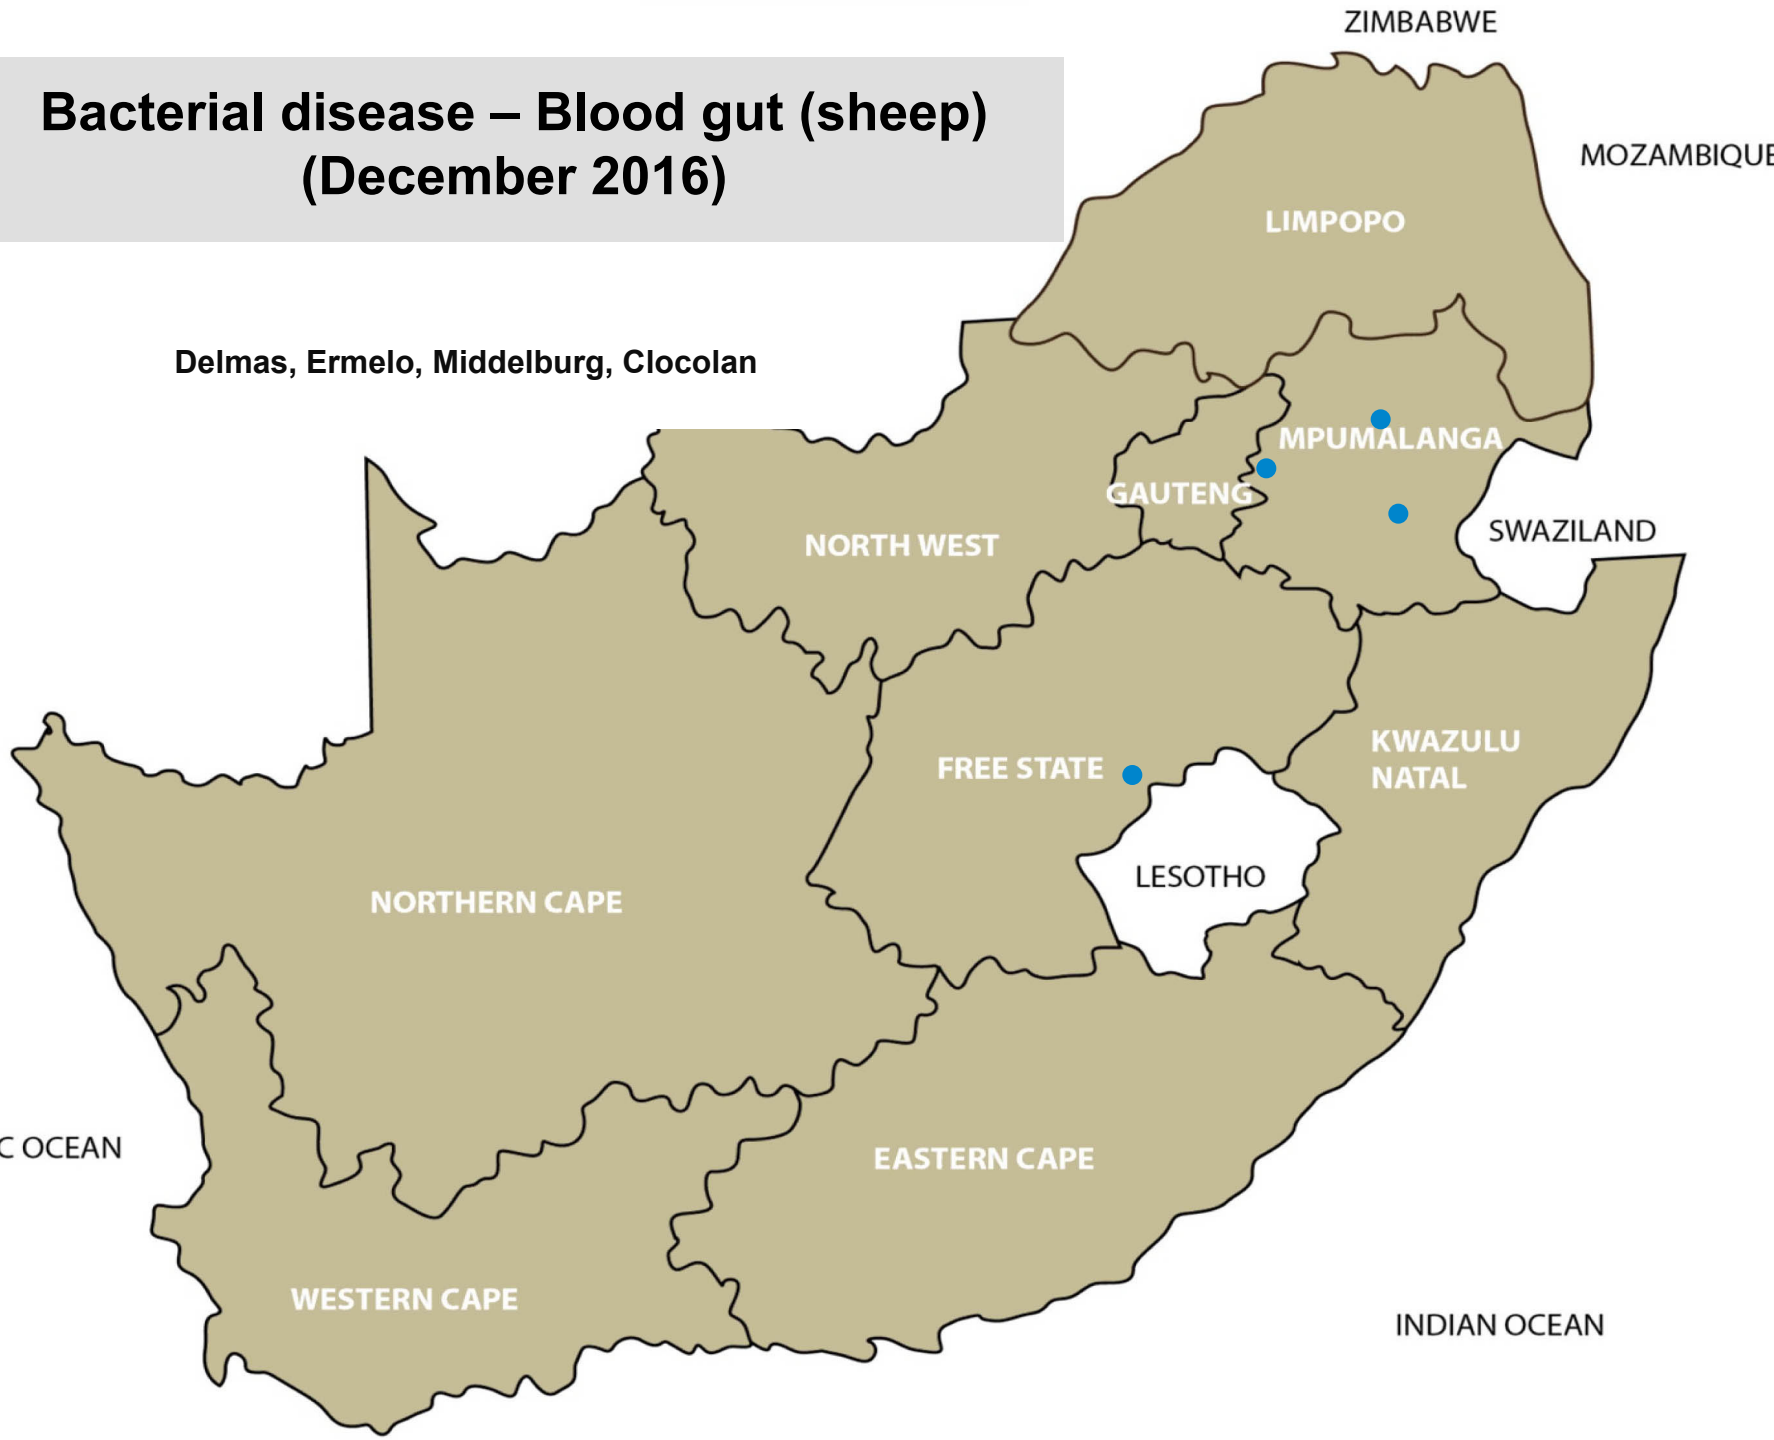 ZIMBABWE
Bacterial disease – Blood gut (sheep)
(December 2016)
MOZAMBIQUE
LIMPOPO
Delmas, Ermelo, Middelburg, Clocolan
MPUMALANGA
GAUTENG
SWAZILAND
NORTH WEST
KWAZULU
NATAL
FREE STATE
LESOTHO
NORTHERN CAPE
C OCEAN
EASTERN CAPE
WESTERN CAPE
INDIAN OCEAN